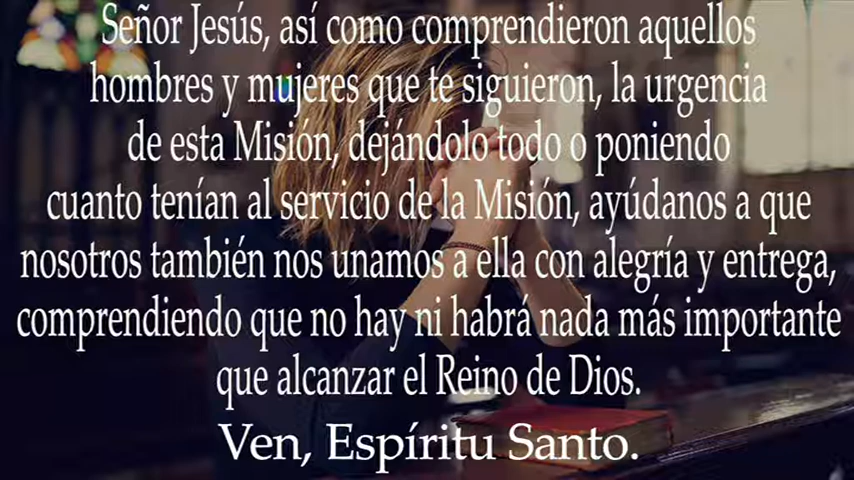 Señor Jesús, así como comprendieron aquellos
hombres y mujeres que te siguieron, la urgencia
de esta Misión, dejándolo todo o poniendo
cuanto tenían al servicio de la Misión, ayúdanos a que
nosotros también nos unamos a ella con alegría y entrega,
comprendiendo que no hay ni habrá nada más importante
que alcanzar el Reino de Dios.
Ven, Espíritu Santo.